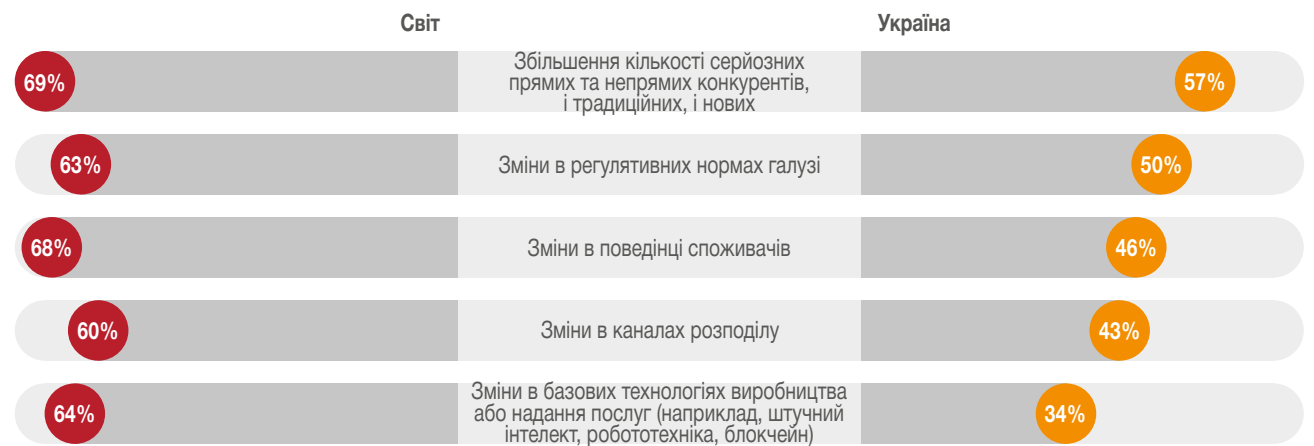 Світ
Україна
69%
Збільшення кількості серйозних
прямих та непрямих конкурентів,
і традиційних, і нових
57%
63%
Зміни в регулятивних нормах галузі
50%
68%
Зміни в поведінці споживачів
46%
60%
Зміни в каналах розподілу
43%
64%
Зміни в базових технологіях виробництва
або надання послуг (наприклад, штучний
інтелект, робототехніка, блокчейн)
34%